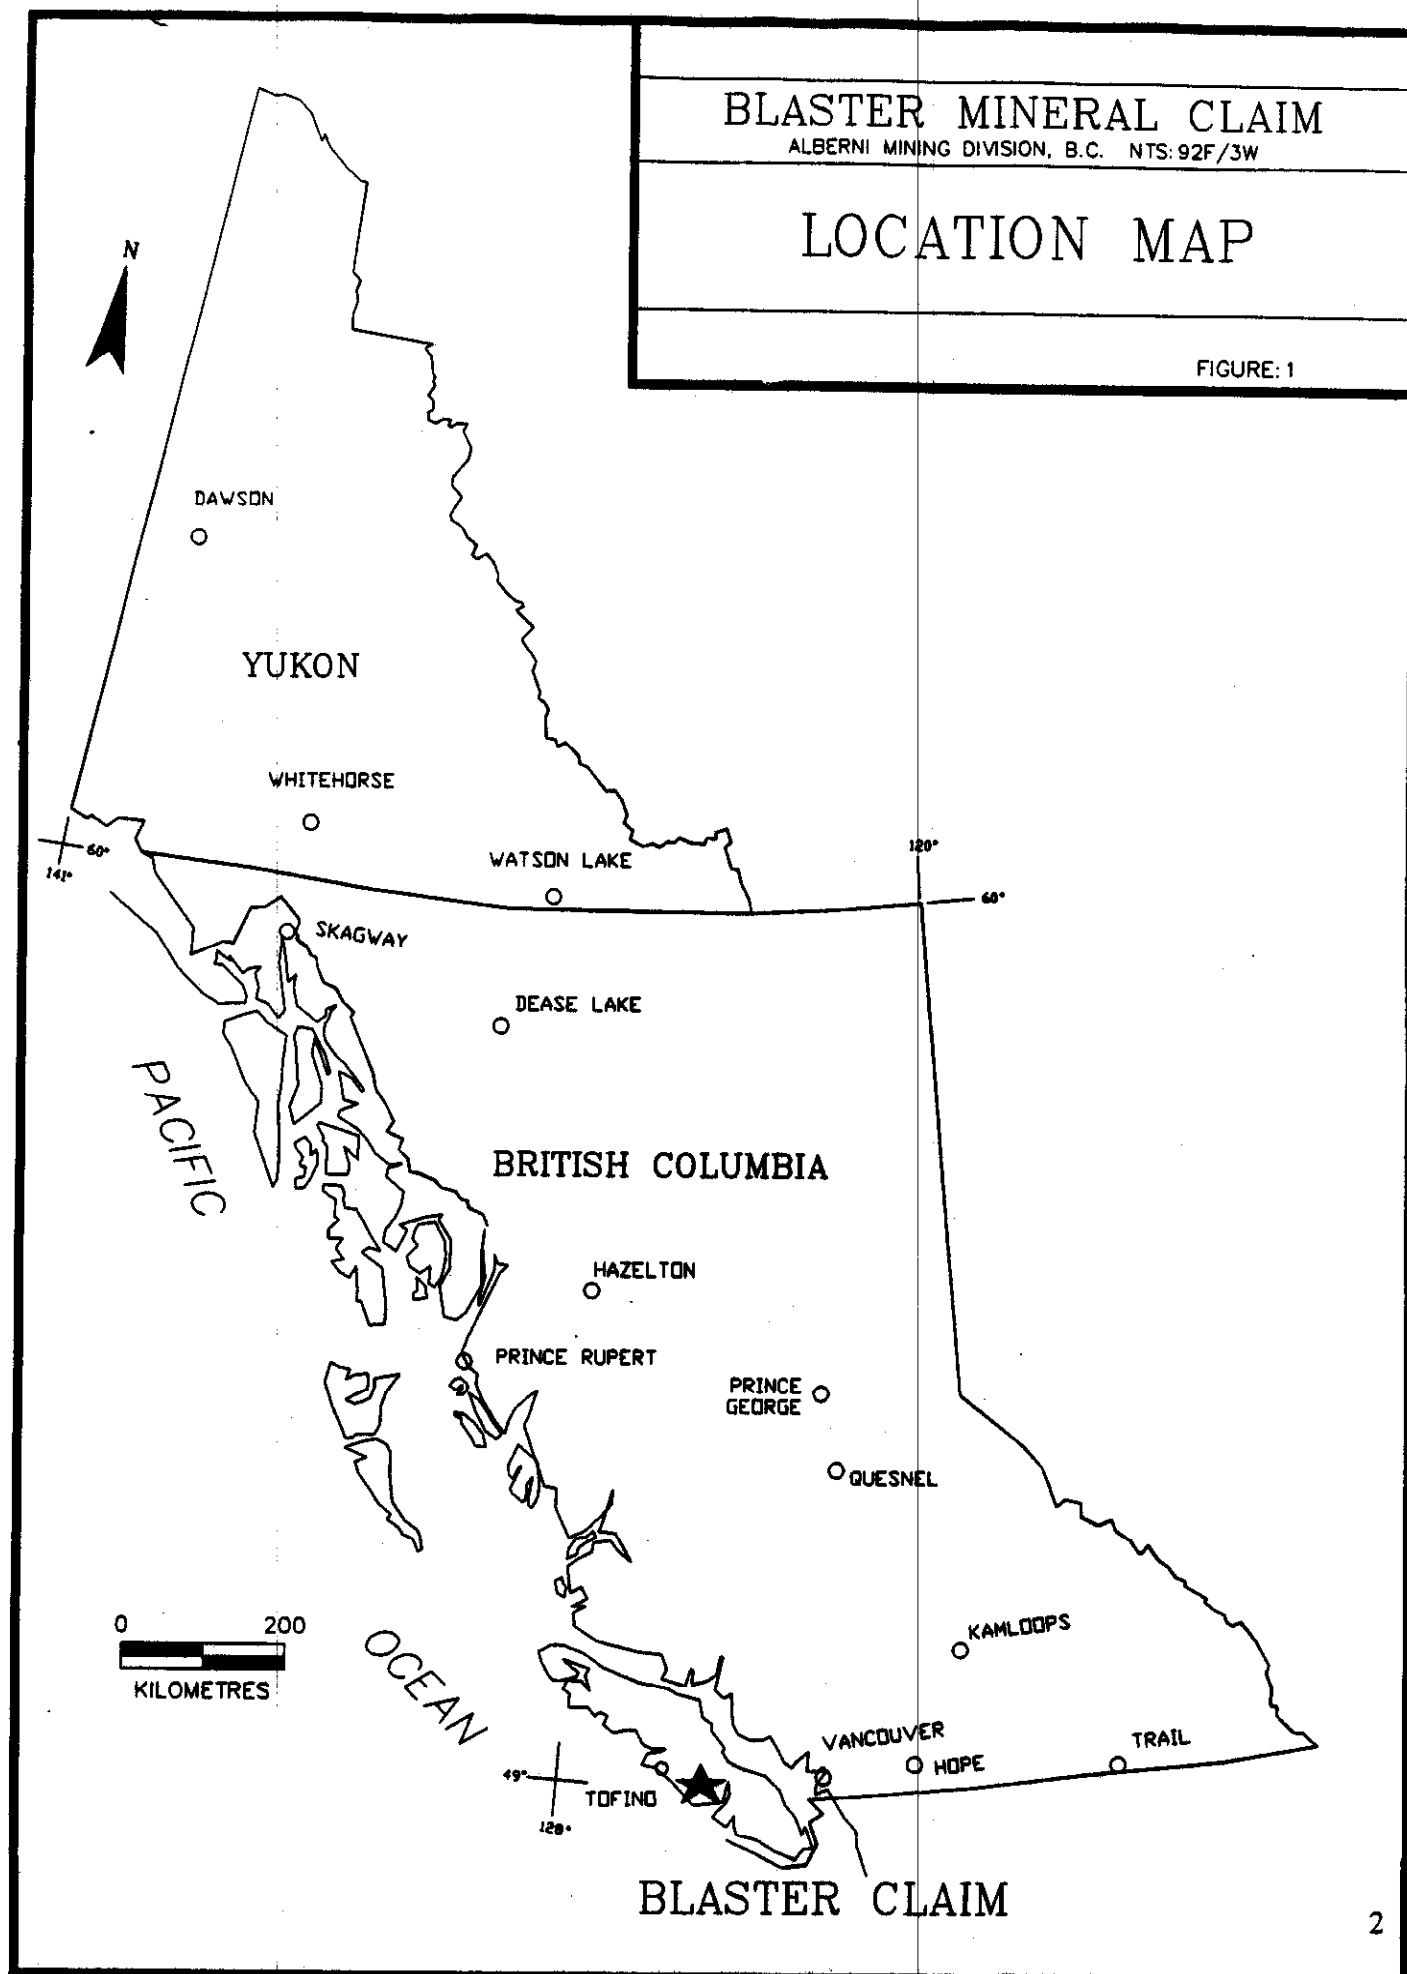 BLASTER MINERAL CLAIM
ALBERNI MINING DIVISION, B.C. NTS: 92F/3W
LOCATION MAP
FIGURE: 1
N
DAWSON
YUKON
WHITEHORSE
WATSON LAKE
60°
141°
120°
60°
SKAGWAY
DEASE LAKE
PACIFIC
BRITISH COLUMBIA
HAZELTON
PRINCE RUPERT
PRINCE
GEORGE
QUESNEL
0 200
KILOMETRES
OCEAN
KAMLOOPS
VANCOUVER
HOPE
TRAIL
49°
128°
TOFINO
BLASTER CLAIM
2